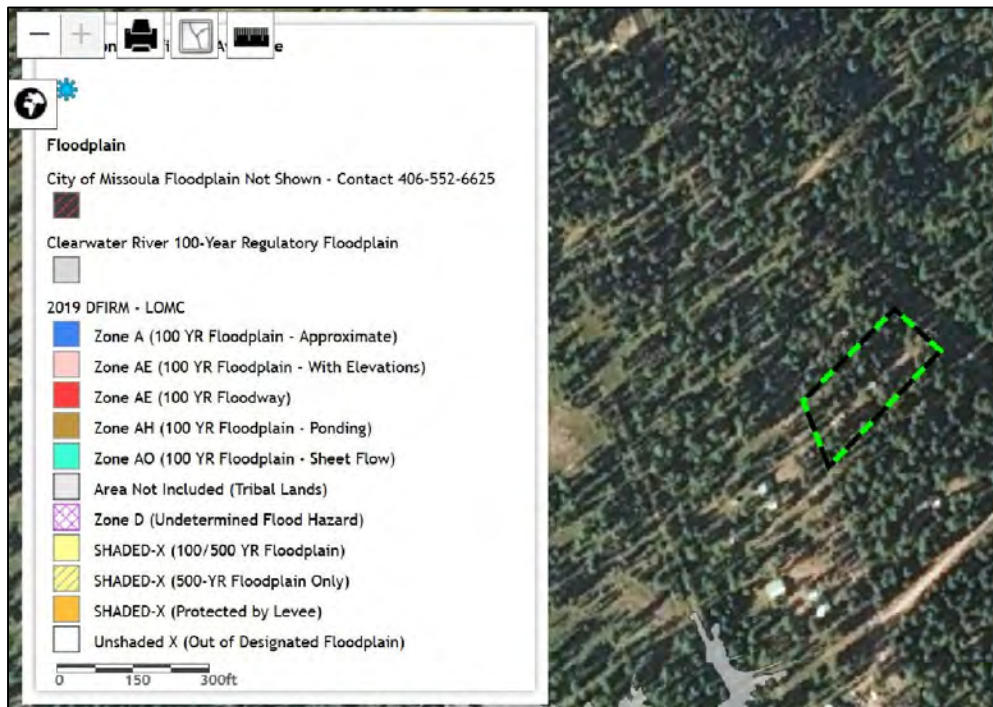 Floodplain
City of Missoula Floodplain Not Shown - Contact 406-552-6625
Clearwater River 100-Year Regulatory Floodplain
2019 DFIRM - LOMC
Zone A (100 YR Floodplain - Approximate)
Zone AE (100 YR Floodplain - With Elevations)
Zone AE (100 YR Floodway)
Zone AH (100 YR Floodplain - Ponding)
Zone AO (100 YR Floodplain - Sheet Flow)
Area Not Included (Tribal Lands)
Zone D (Undetermined Flood Hazard)
SHADED-X (100/500 YR Floodplain)
SHADED-X (500-YR Floodplain Only)
SHADED-X (Protected by Levee)
Unshaded X (Out of Designated Floodplain)
0 150 300ft